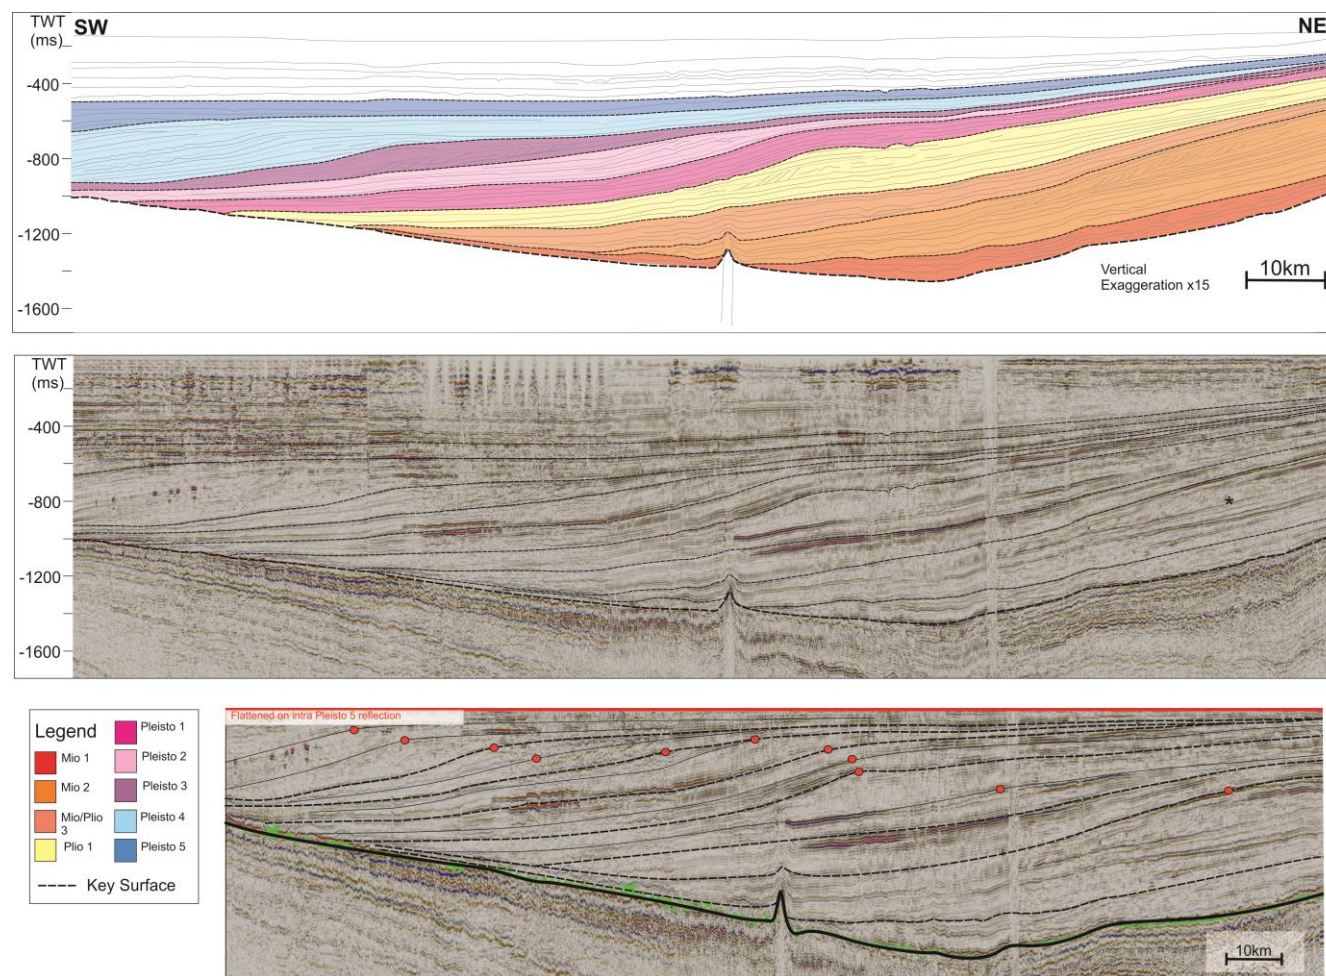 TWT
(ms)
SW
NE
-400
-800
-1200
-1600
Vertical
Exaggeration x15
10km
TWT
(ms)
-400
-800
*
-1200
-1600
Legend
Mio 1
Mio 2
Mio/Plio
3
Plio 1
Pleisto 1
Pleisto 2
Pleisto 3
Pleisto 4
Pleisto 5
Key Surface
Flattened on intra Pleisto 5 reflection
10km